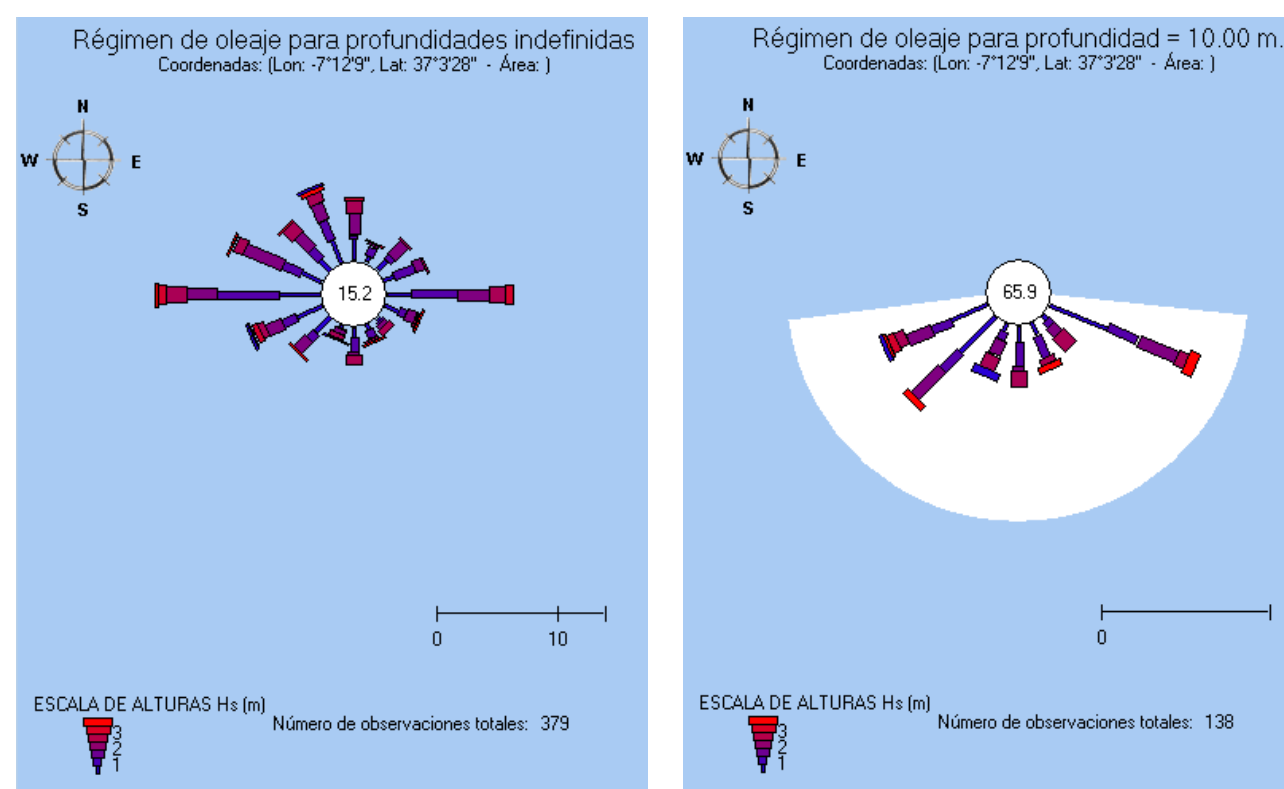 Régimen de oleaje para profundidades indefinidas
Coordenadas: (Lon: -7°12'9", Lat: 37°3'28" - Área: )
N
W E
S
15.2
0 10
ESCALA DE ALTURAS Hs (m)
3
2
1
Número de observaciones totales: 379
Régimen de oleaje para profundidad = 10.00 m.
Coordenadas: (Lon: -7°12'9", Lat: 37°3'28" - Área: )
N
W E
S
65.9
0
ESCALA DE ALTURAS Hs (m)
3
2
1
Número de observaciones totales: 138